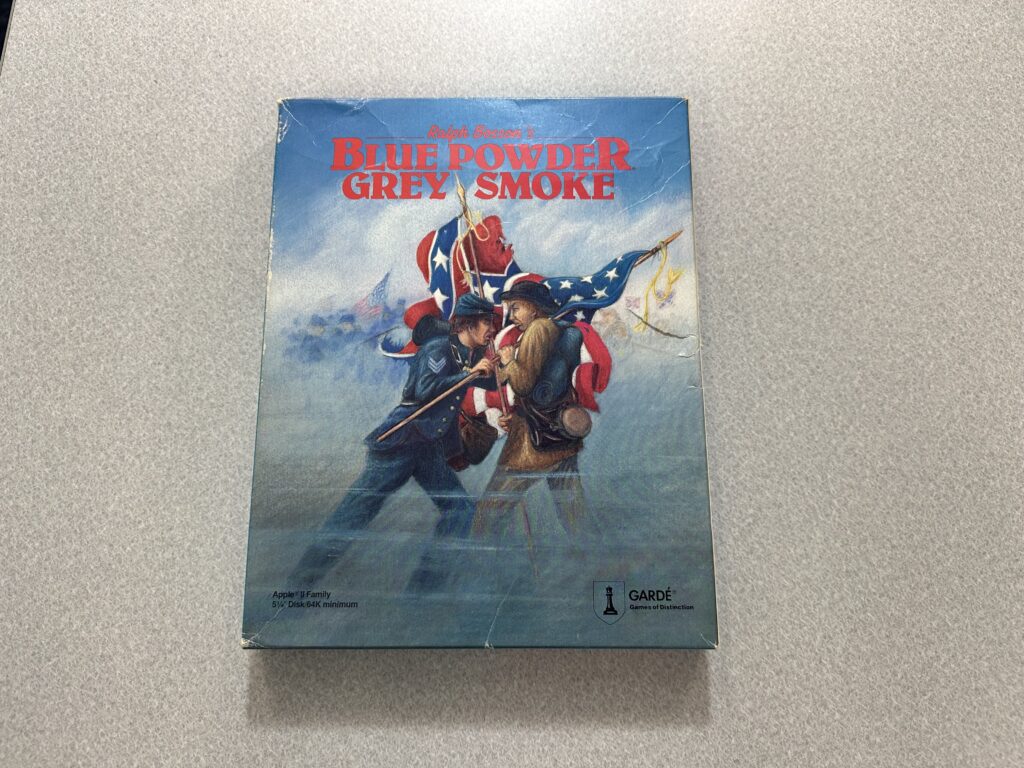 Ralph Bosson's
BLUE POWDER
GREY SMOKE
Apple® II Family
5¼" Disk 64K minimum
GARDÉ®
Games of Distinction